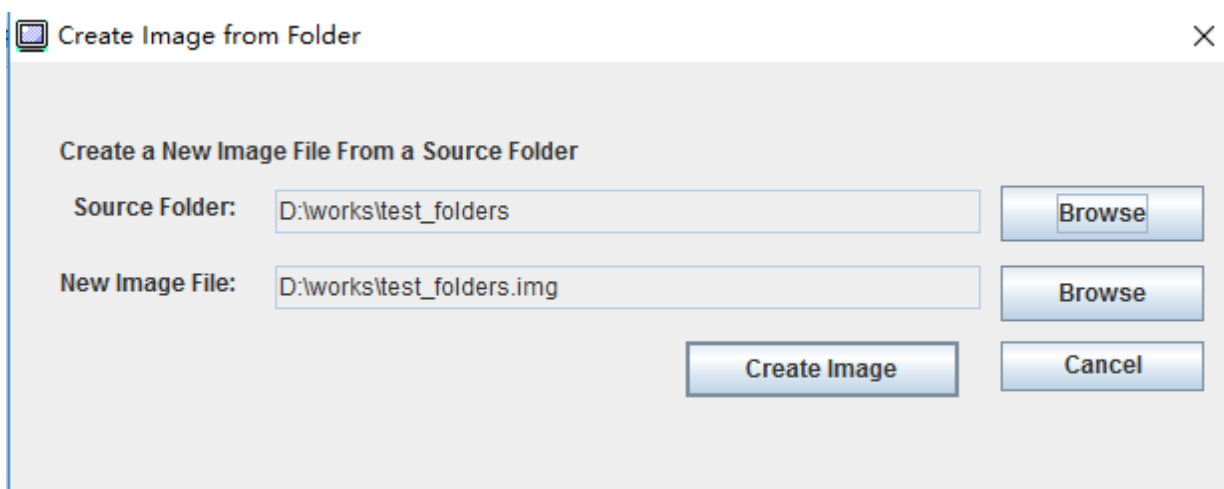 Create Image from Folder
Create a New Image File From a Source Folder
Source Folder: D:\works\test_folders Browse
New Image File: D:\works\test_folders.img Browse
Create Image Cancel